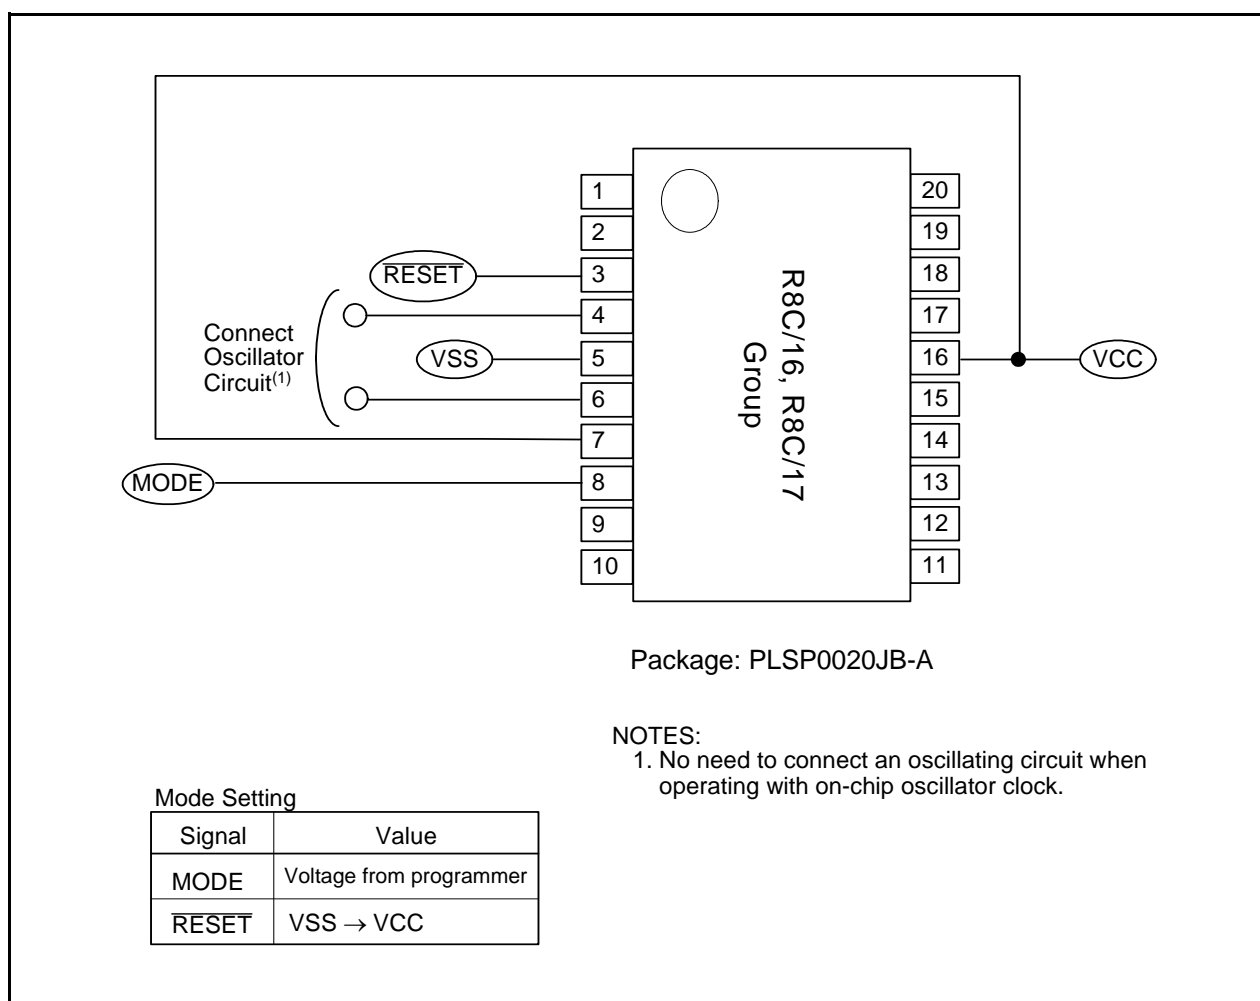 1
2
RESET
3
4
Connect
Oscillator
Circuit(1)
VSS
5
6
7
MODE
8
9
10
R8C/16, R8C/17
Group
20
19
18
17
16
VCC
15
14
13
12
11
Package: PLSP0020JB-A
NOTES:
1. No need to connect an oscillating circuit when
operating with on-chip oscillator clock.
Mode Setting
Signal Value
MODE Voltage from programmer
RESET VSS → VCC